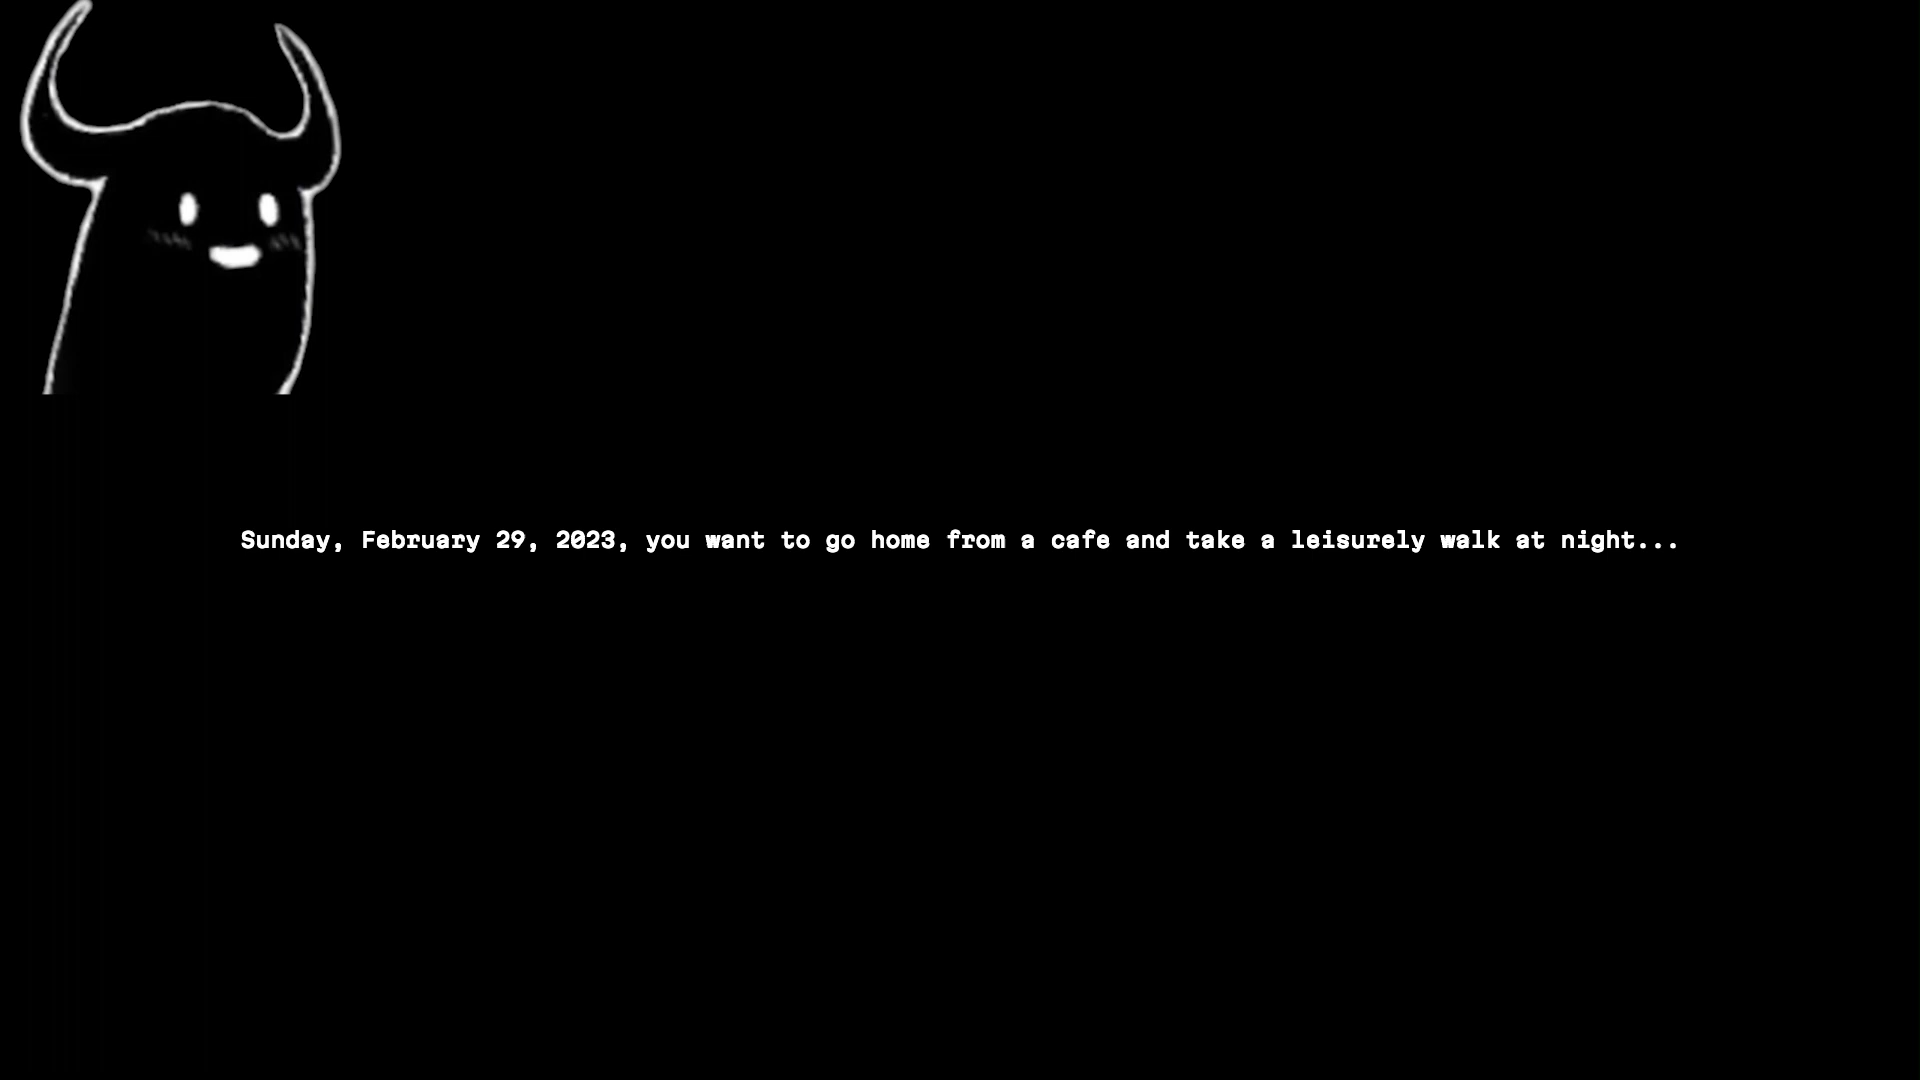 Sunday, February 29, 2023, you want to go home from a cafe and take a leisurely walk at night...